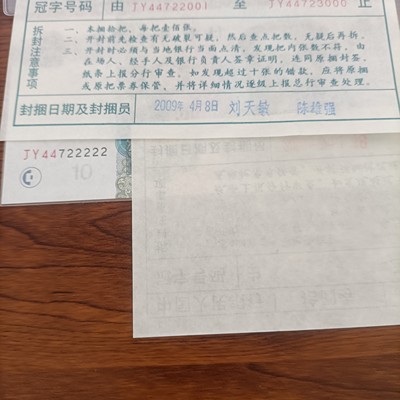 冠字号码 由 JY44722001 至 JY44723000 止
拆封注意事项
一、本捆拾把，每把壹佰张。
二、开封前先检查有无破裂可疑，然后查点把数，无疑后再拆。
三、开封时必须与当地银行当面点清，发现把内张数不符，由
在场人、经手人及银行负责人签章证明，连同原捆封签、
纸条上报分行审查。如发现超过十张的错款，应将原捆
或原把票券保管，并将详细情况逐级上报总行审查处理。
封捆日期及封捆员 2009年 4月8日 刘天敏 陈雄强
JY44722222
10